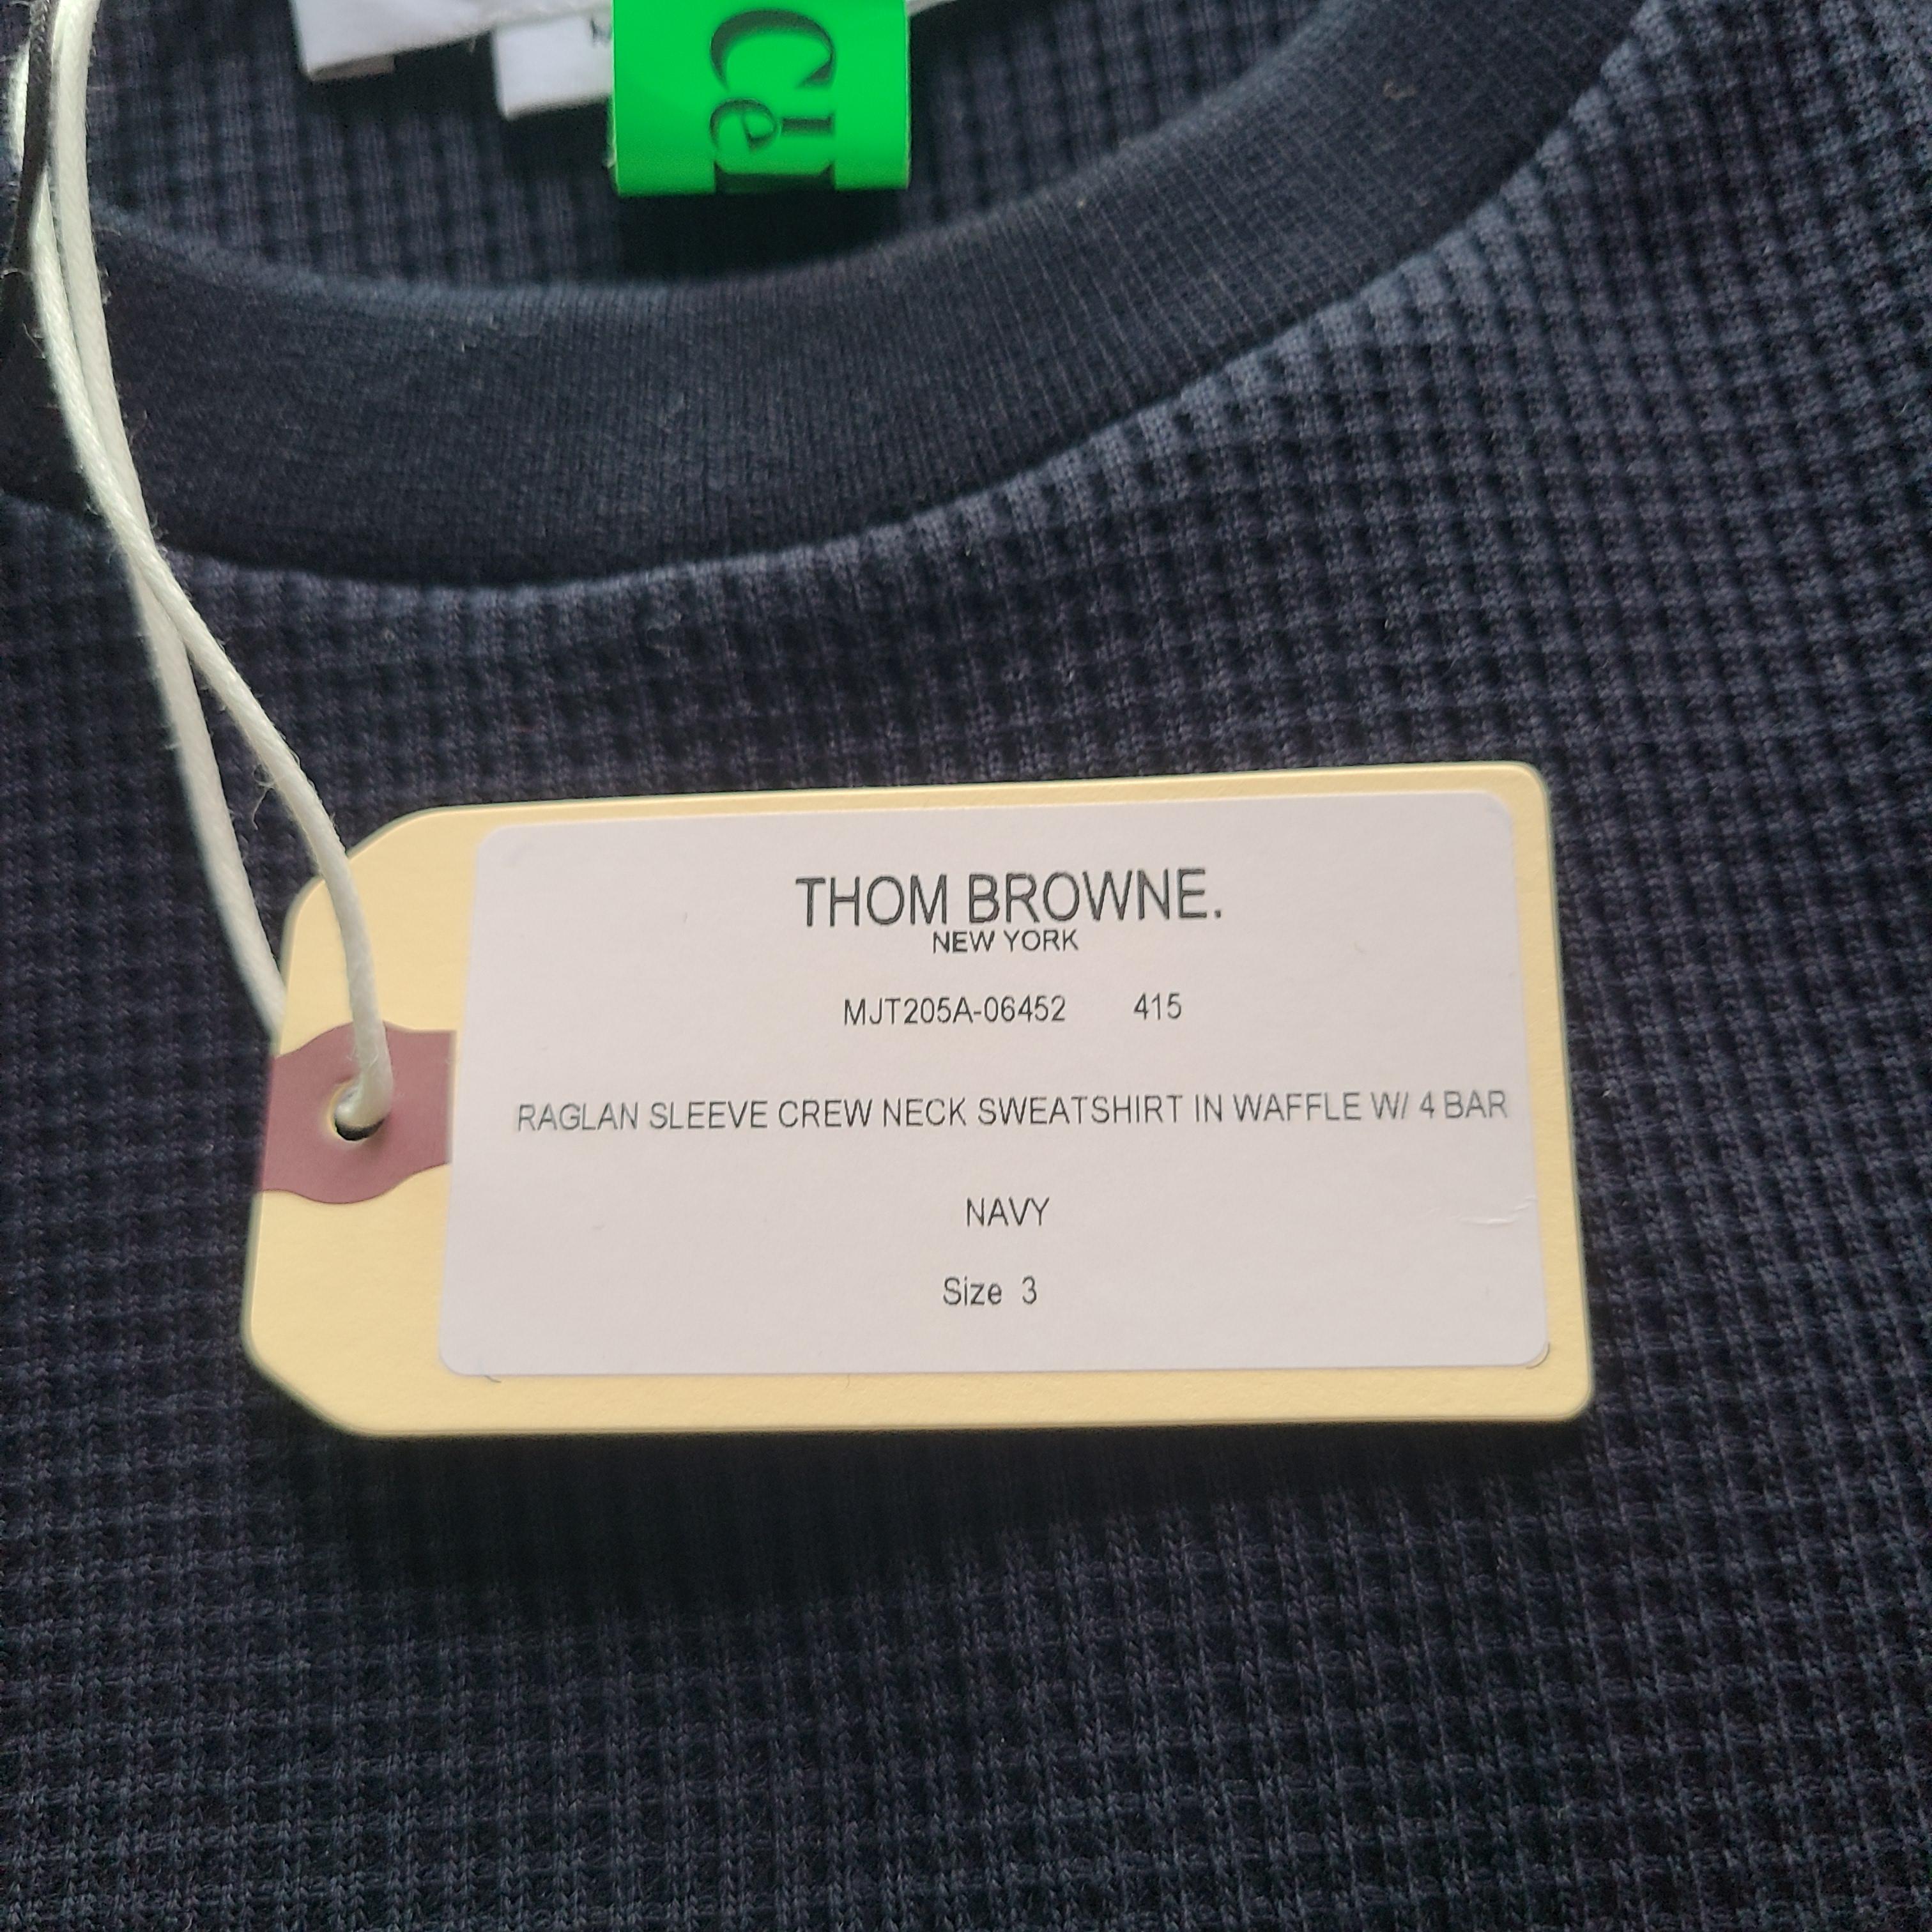 THOM BROWNE.
NEW YORK
MJT205A-06452 415
RAGLAN SLEEVE CREW NECK SWEATSHIRT IN WAFFLE W/ 4 BAR
NAVY
Size 3